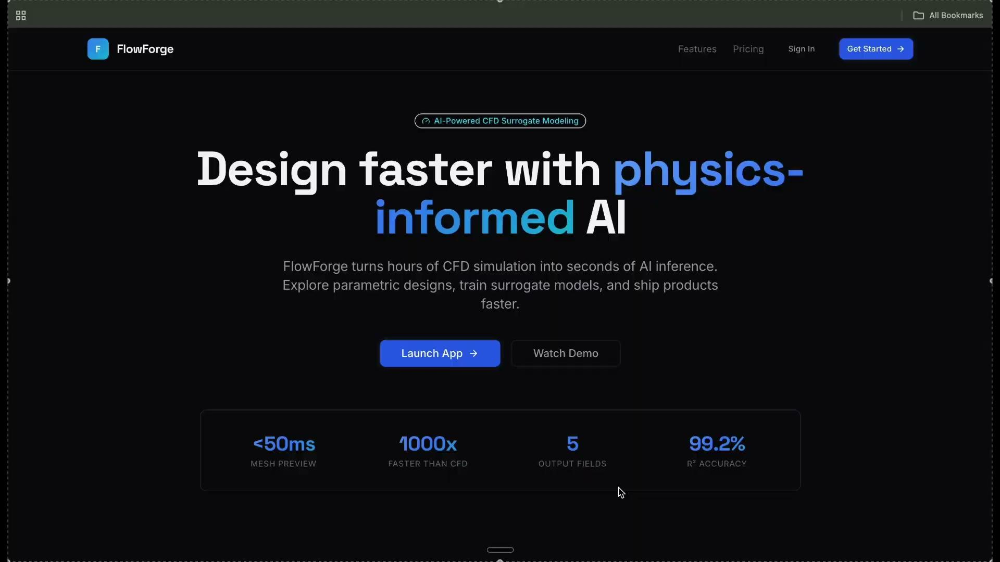 All Bookmarks
F FlowForge
Features Pricing Sign In Get Started →
AI-Powered CFD Surrogate Modeling
Design faster with physics-
informed AI
FlowForge turns hours of CFD simulation into seconds of AI inference.
Explore parametric designs, train surrogate models, and ship products
faster.
Launch App → Watch Demo
<50ms 1000x 5 99.2%
MESH PREVIEW FASTER THAN CFD OUTPUT FIELDS R² ACCURACY